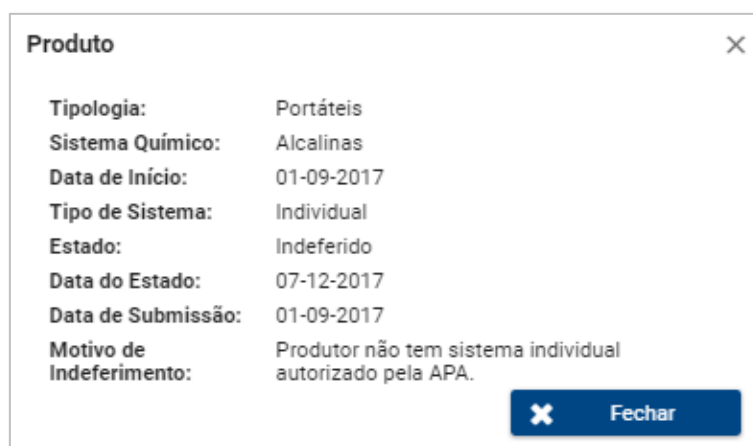 Produto
Tipologia: Portáteis
Sistema Químico: Alcalinas
Data de Início: 01-09-2017
Tipo de Sistema: Individual
Estado: Indeferido
Data do Estado: 07-12-2017
Data de Submissão: 01-09-2017
Motivo de Indeferimento: Produtor não tem sistema individual
autorizado pela APA.
Fechar